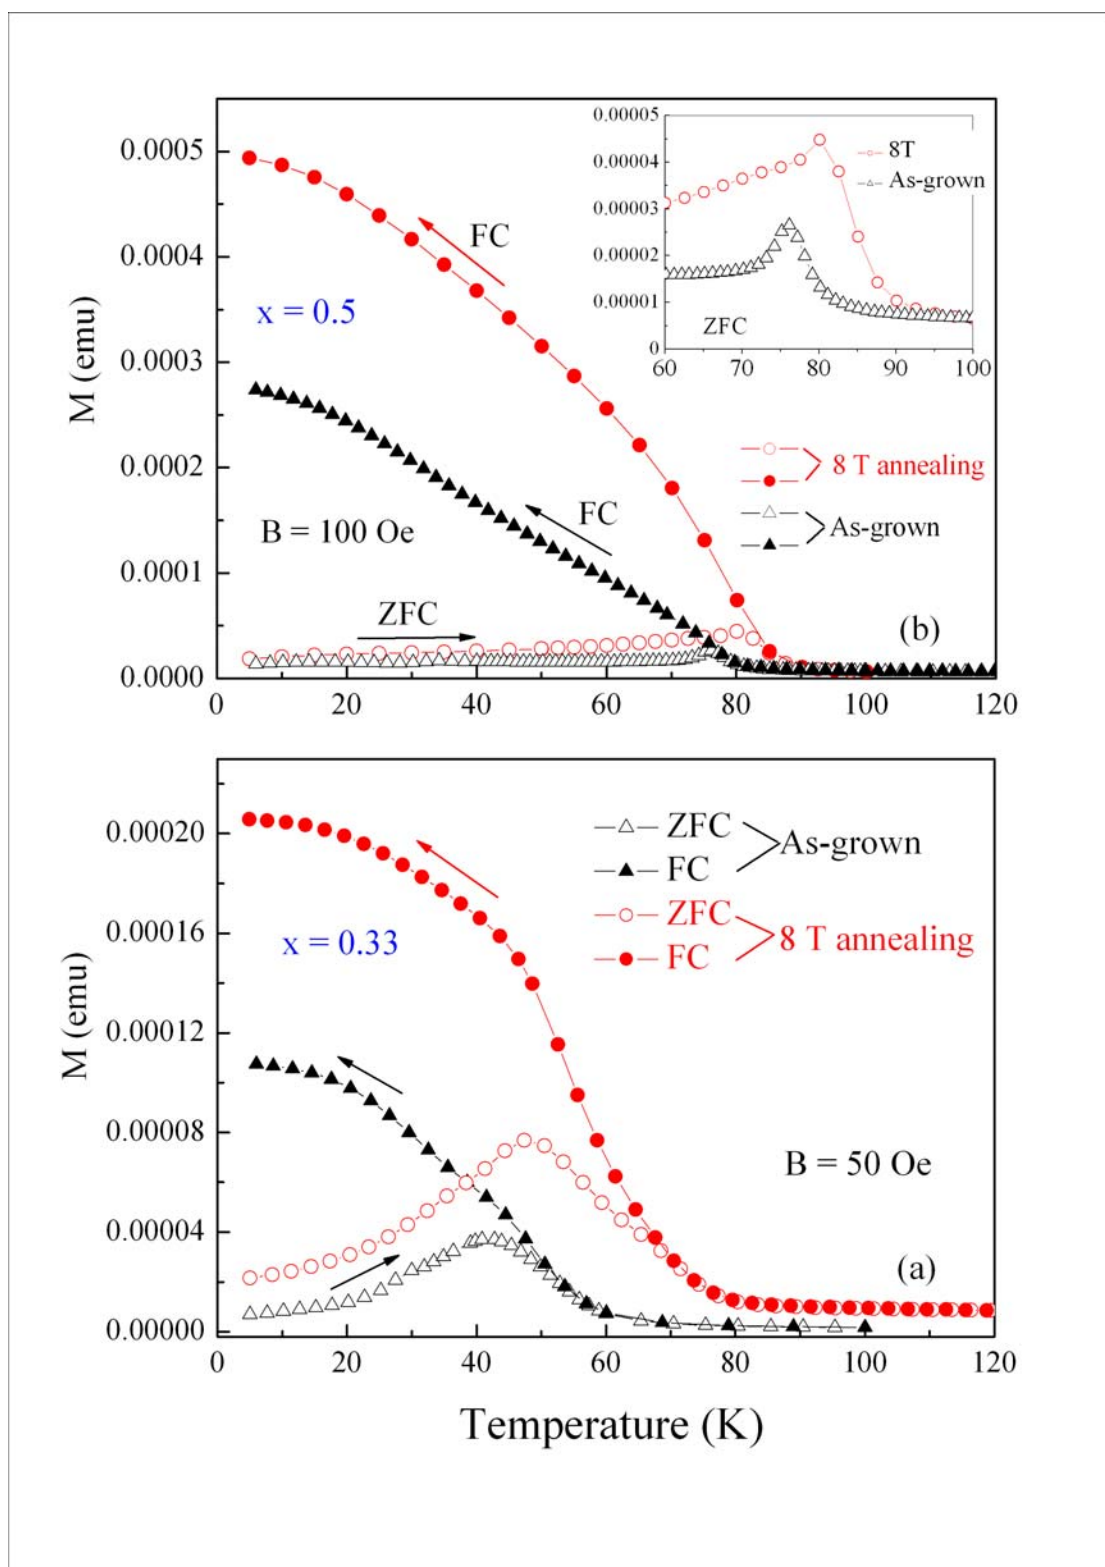 0.0005
0.0004
0.0003
0.0002
0.0001
0.0000
M (emu)
FC
x = 0.5
B = 100 Oe
FC
ZFC
0.00005
0.00004
0.00003
0.00002
0.00001
0
8T
As-grown
ZFC
60 70 80 90 100
8 T annealing
As-grown
(b)
0 20 40 60 80 100 120
0.00020
0.00016
0.00012
0.00008
0.00004
0.00000
M (emu)
x = 0.33
ZFC
FC
As-grown
ZFC
FC
8 T annealing
B = 50 Oe
(a)
0 20 40 60 80 100 120
Temperature (K)